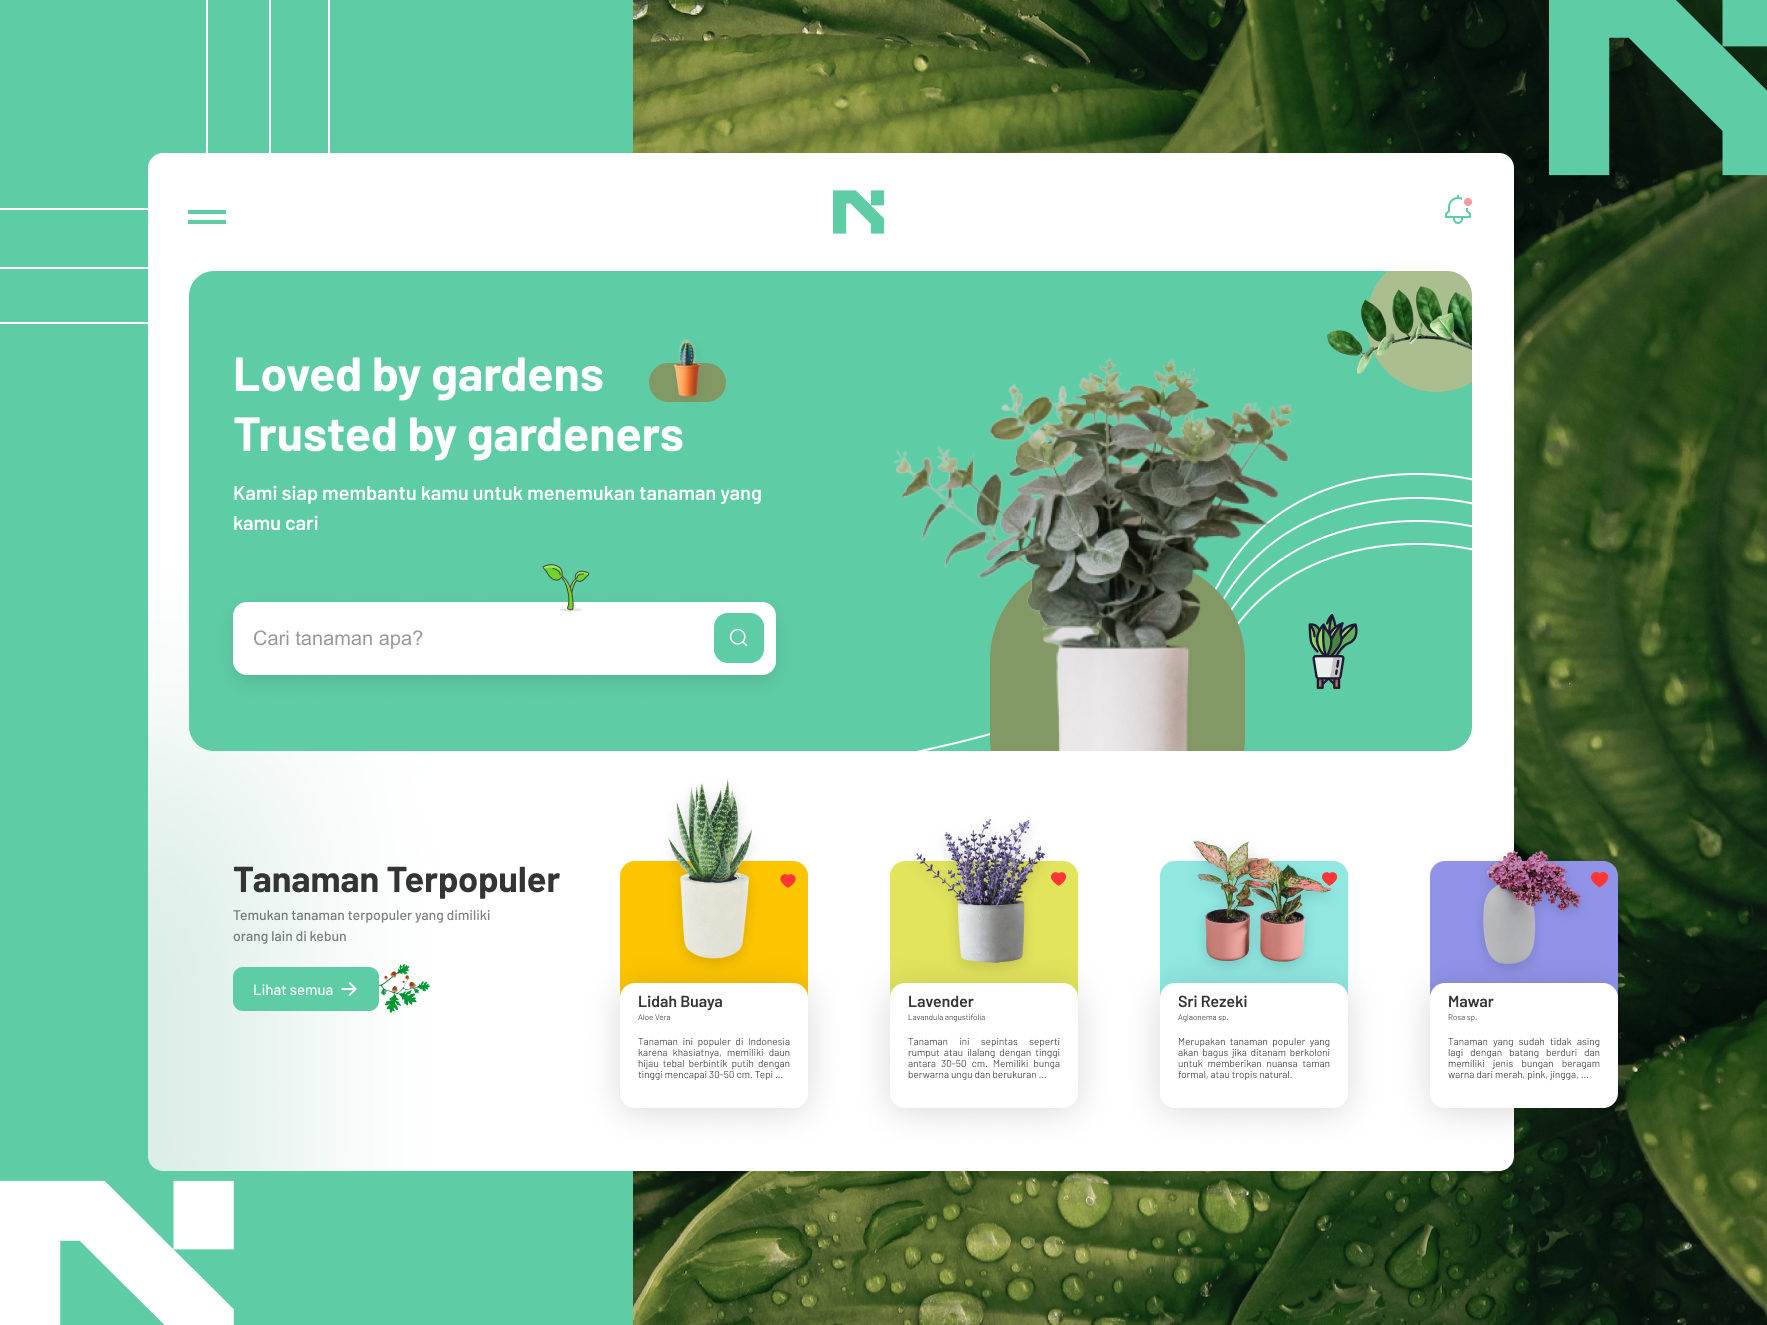 Loved by gardens
Trusted by gardeners
Kami siap membantu kamu untuk menemukan tanaman yang
kamu cari
Cari tanaman apa?
Tanaman Terpopuler
Temukan tanaman terpopuler yang dimiliki
orang lain di kebun
Lihat semua
Lidah Buaya
Aloe Vera
Tanaman ini populer di Indonesia
karena khasiatnya, memiliki daun
hijau tebal berbintik putih dengan
tinggi mencapai 30-50 cm. Tepi ...
Lavender
Lavandula angustifolia
Tanaman ini sepintas seperti
rumput atau ilalang dengan tinggi
antara 30-50 cm. Memiliki bunga
berwarna ungu dan berukuran ...
Sri Rezeki
Aglaonema sp.
Merupakan tanaman populer yang
akan bagus jika ditanam berkoloni
untuk memberikan nuansa taman
formal, atau tropis natural.
Mawar
Rosa sp.
Tanaman yang sudah tidak asing
lagi dengan batang berduri dan
memiliki jenis bungan beragam
warna dari merah, pink, jingga, ...